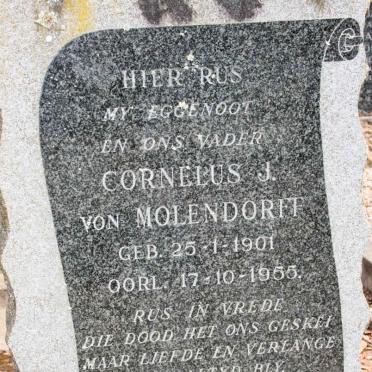 HIER RUS
MY EGGENOOT
EN ONS VADER
CORNELUS J.
VON MOLENDORFF
GEB. 25-1-1901
OORL. 17-10-1955.
RUS IN VREDE
DIE DOOD HET ONS GESKEI
MAAR LIEFDE EN VERLANGE
BLY.